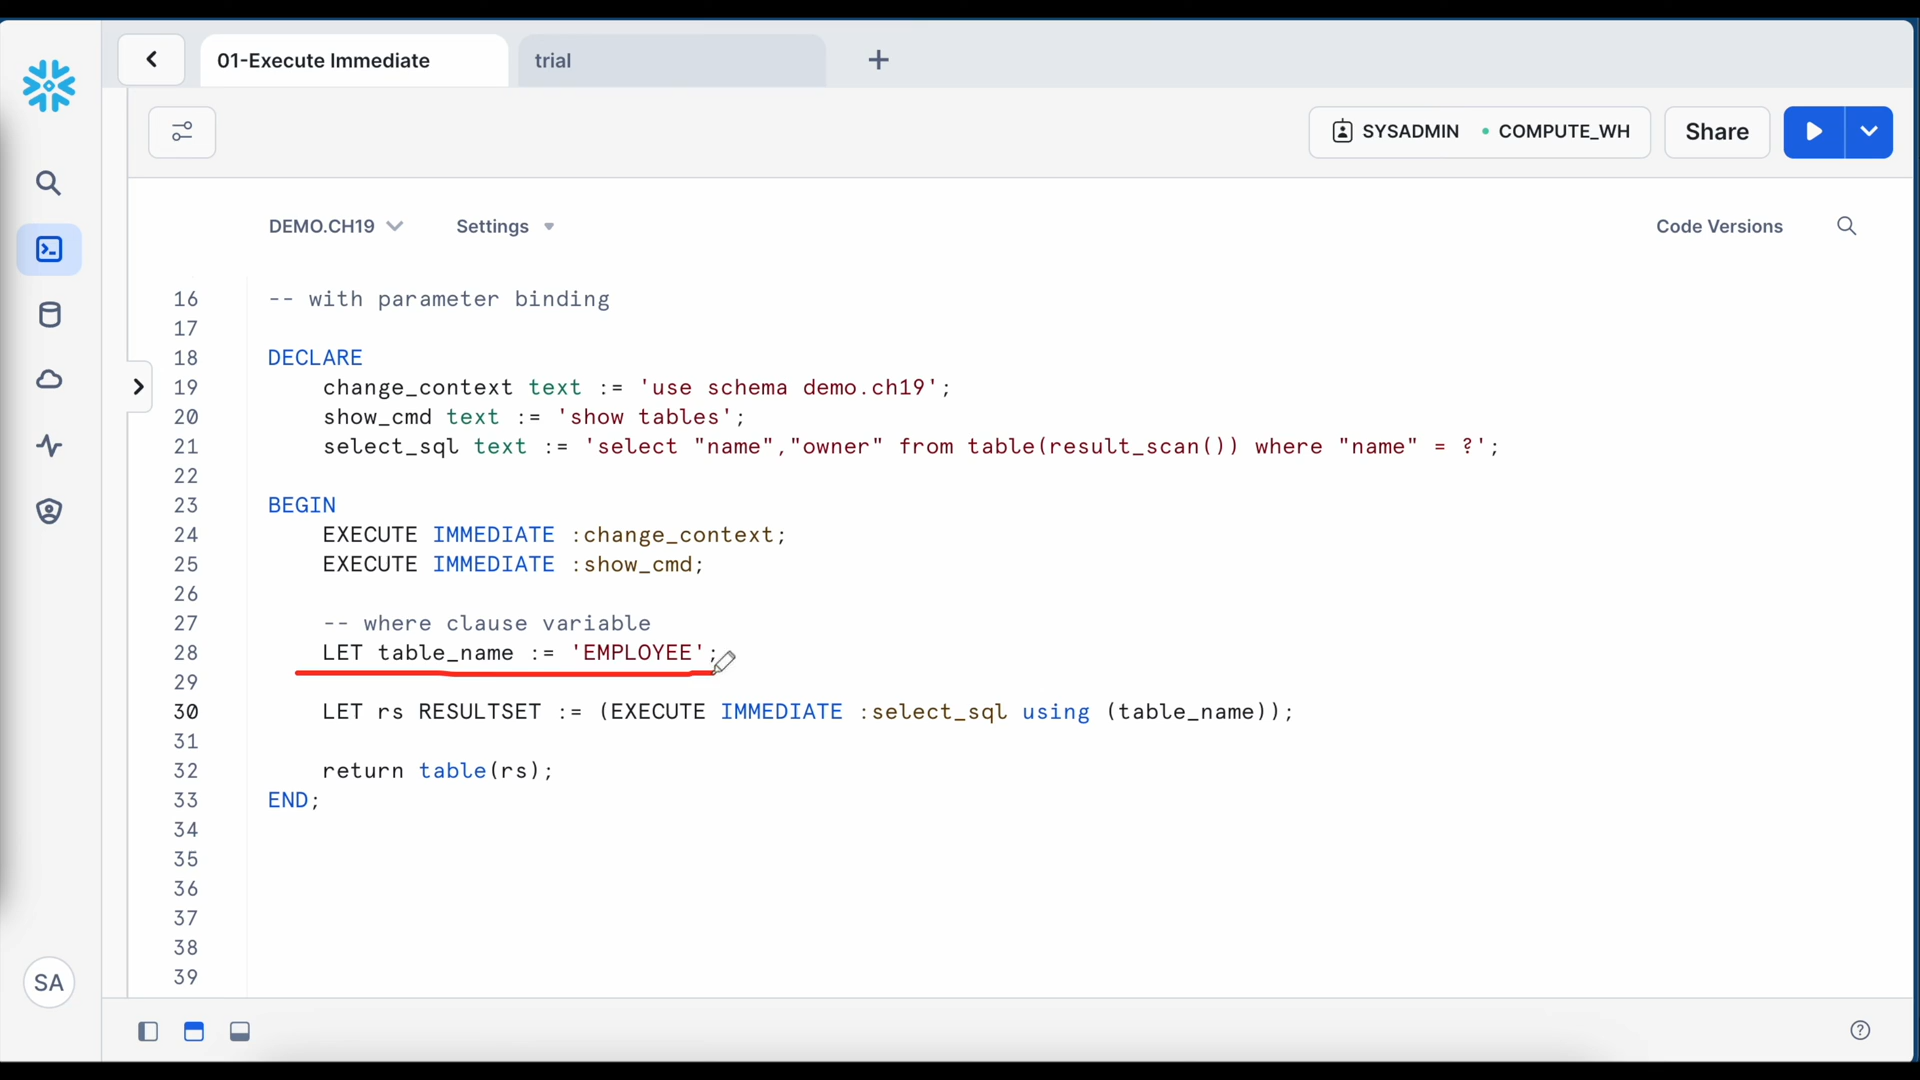 01-Execute Immediate
trial
SYSADMIN
COMPUTE_WH
Share
DEMO.CH19
Settings
Code Versions
16 -- with parameter binding
17
18 DECLARE
19 change_context text := 'use schema demo.ch19';
20 show_cmd text := 'show tables';
21 select_sql text := 'select "name","owner" from table(result_scan()) where "name" = ?';
22
23 BEGIN
24 EXECUTE IMMEDIATE :change_context;
25 EXECUTE IMMEDIATE :show_cmd;
26
27 -- where clause variable
28 LET table_name := 'EMPLOYEE';
29
30 LET rs RESULTSET := (EXECUTE IMMEDIATE :select_sql using (table_name));
31
32 return table(rs);
33 END;
34
35
36
37
38
39
SA